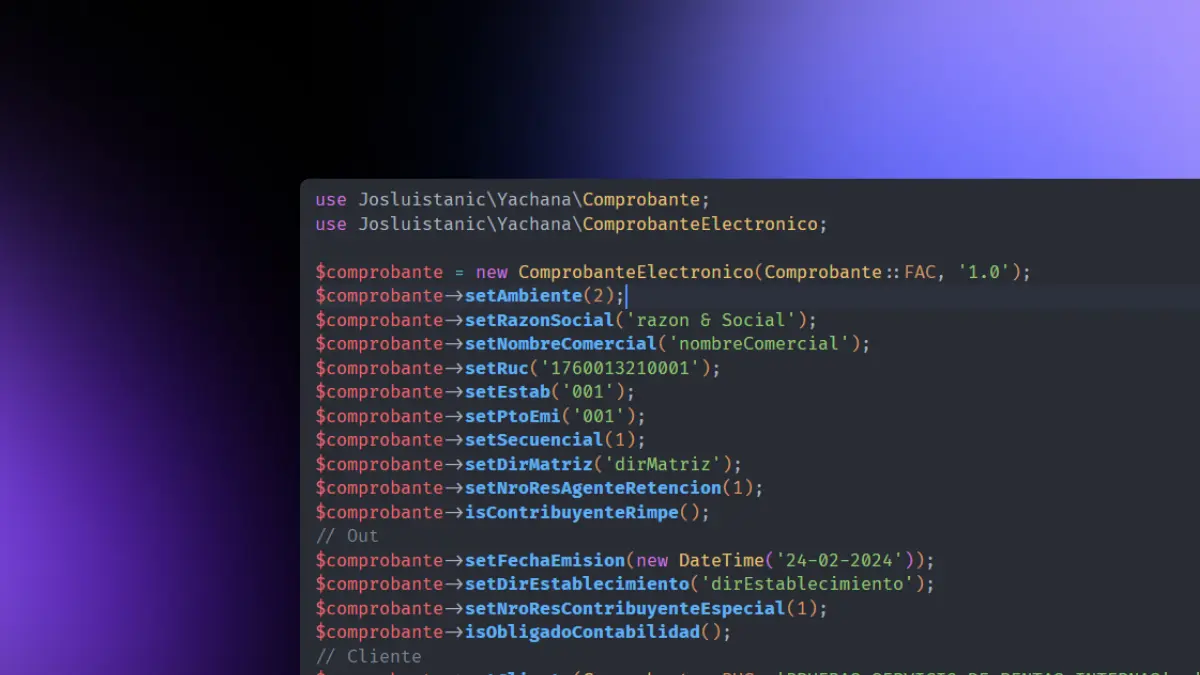 use Josluistanic\Yachana\Comprobante;
use Josluistanic\Yachana\ComprobanteElectronico;
$comprobante = new ComprobanteElectronico(Comprobante::FAC, '1.0');
$comprobante->setAmbiente(2);
$comprobante->setRazonSocial('razon & Social');
$comprobante->setNombreComercial('nombreComercial');
$comprobante->setRuc('1760013210001');
$comprobante->setEstab('001');
$comprobante->setPtoEmi('001');
$comprobante->setSecuencial(1);
$comprobante->setDirMatriz('dirMatriz');
$comprobante->setNroResAgenteRetencion(1);
$comprobante->isContribuyenteRimpe();
// Out
$comprobante->setFechaEmision(new DateTime('24-02-2024'));
$comprobante->setDirEstablecimiento('dirEstablecimiento');
$comprobante->setNroResContribuyenteEspecial(1);
$comprobante->isObligadoContabilidad();
// Cliente